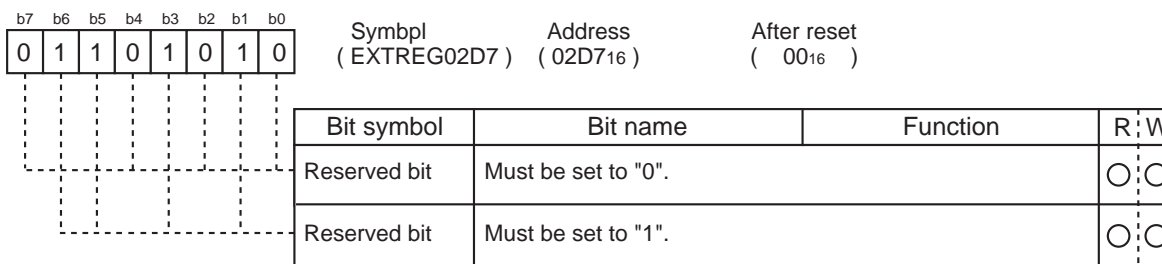 b7 b6 b5 b4 b3 b2 b1 b0
0 1 1 0 1 0 1 0
Symbpl Address After reset
( EXTREG02D7 ) ( 02D716 ) ( 0016 )
Bit symbol Bit name Function R W
Reserved bit Must be set to "0".
Reserved bit Must be set to "1".